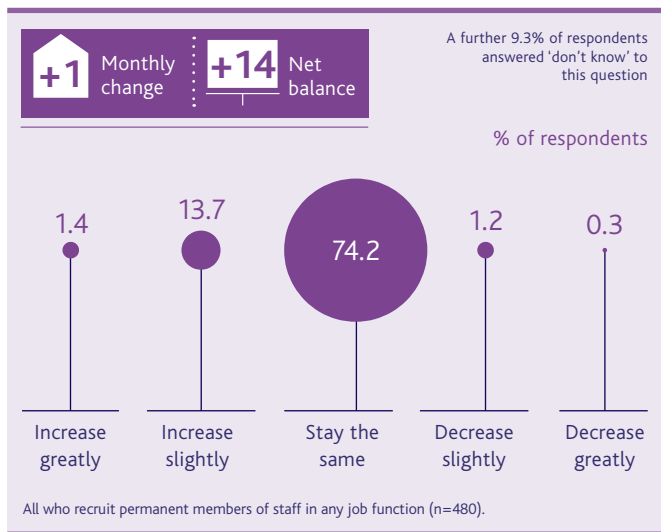 +1 Monthly change
+14 Net balance
A further 9.3% of respondents
answered ‘don’t know’ to
this question
% of respondents
1.4
13.7
74.2
1.2
0.3
Increase greatly
Increase slightly
Stay the same
Decrease slightly
Decrease greatly
All who recruit permanent members of staff in any job function (n=480).